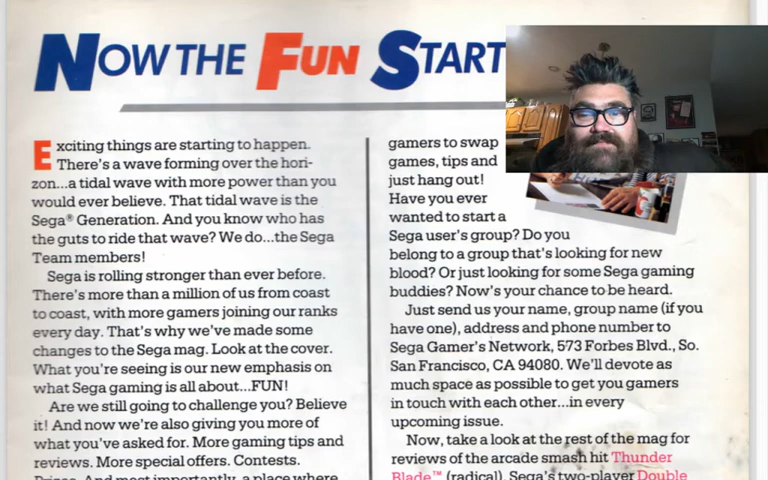 NOW THE FUN START
Exciting things are starting to happen.
There's a wave forming over the hori-
zon...a tidal wave with more power than you
would ever believe. That tidal wave is the
Sega® Generation. And you know who has
the guts to ride that wave? We do...the Sega
Team members!
Sega is rolling stronger than ever before.
There's more than a million of us from coast
to coast, with more gamers joining our ranks
every day. That's why we've made some
changes to the Sega mag. Look at the cover.
What you're seeing is our new emphasis on
what Sega gaming is all about...FUN!
Are we still going to challenge you? Believe
it! And now we're also giving you more of
what you've asked for. More gaming tips and
reviews. More special offers. Contests.
Prizes. And most importantly, a place where
gamers to swap
games, tips and
just hang out!
Have you ever
wanted to start a
Sega user's group? Do you
belong to a group that's looking for new
blood? Or just looking for some Sega gaming
buddies? Now's your chance to be heard.
Just send us your name, group name (if you
have one), address and phone number to
Sega Gamer's Network, 573 Forbes Blvd., So.
San Francisco, CA 94080. We'll devote as
much space as possible to get you gamers
in touch with each other...in every
upcoming issue.
Now, take a look at the rest of the mag for
reviews of the arcade smash hit Thunder
Blade™ (radical), Sega's two-player Double